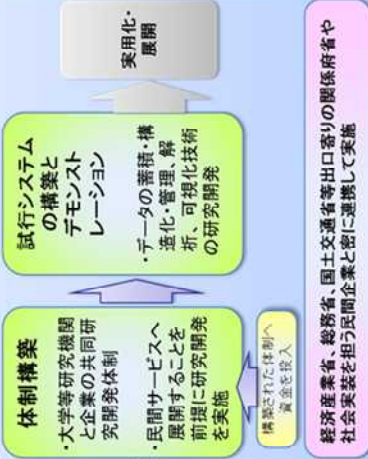 体制構築
・大学等研究機関
と企業の共同研
究開発体制
・民間サービスへ
展開することを
前提に研究開発
を実施
構築された体制へ
資金を投入
試行システム
の構築と
デモンスト
レーション
・データの蓄積・構
造化・管理、解
析、可視化技術
の研究開発
実用化・
展開
経済産業省、総務省、国土交通省等出口寄りの関係府省や
社会実装を担う民間企業と密に連携して実施